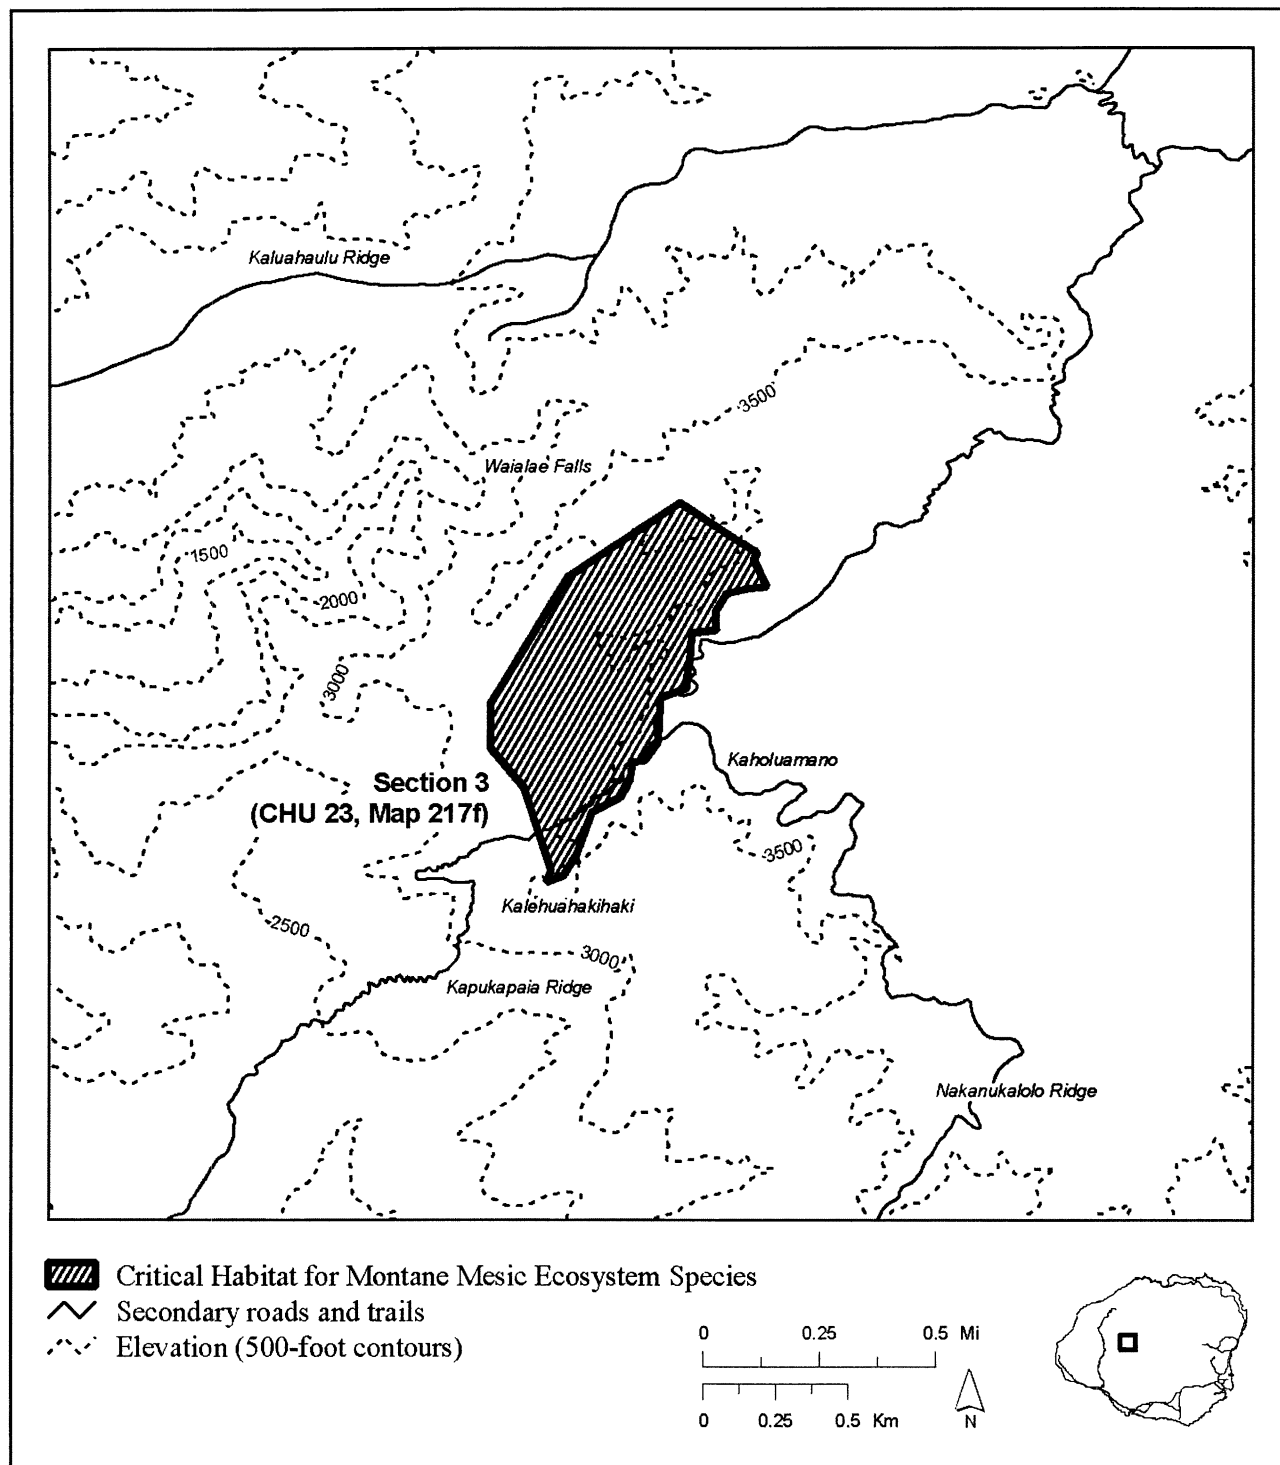 Kaluahaulu Ridge
3500
Waialae Falls
1500
2000
3000
Kaholuamano
Section 3
(CHU 23, Map 217f)
3500
Kalehuahakihaki
2500
3000
Kapukapaia Ridge
Nakanukalolo Ridge
Critical Habitat for Montane Mesic Ecosystem Species
Secondary roads and trails
Elevation (500-foot contours)
0 0.25 0.5 Mi
0 0.25 0.5 Km
N